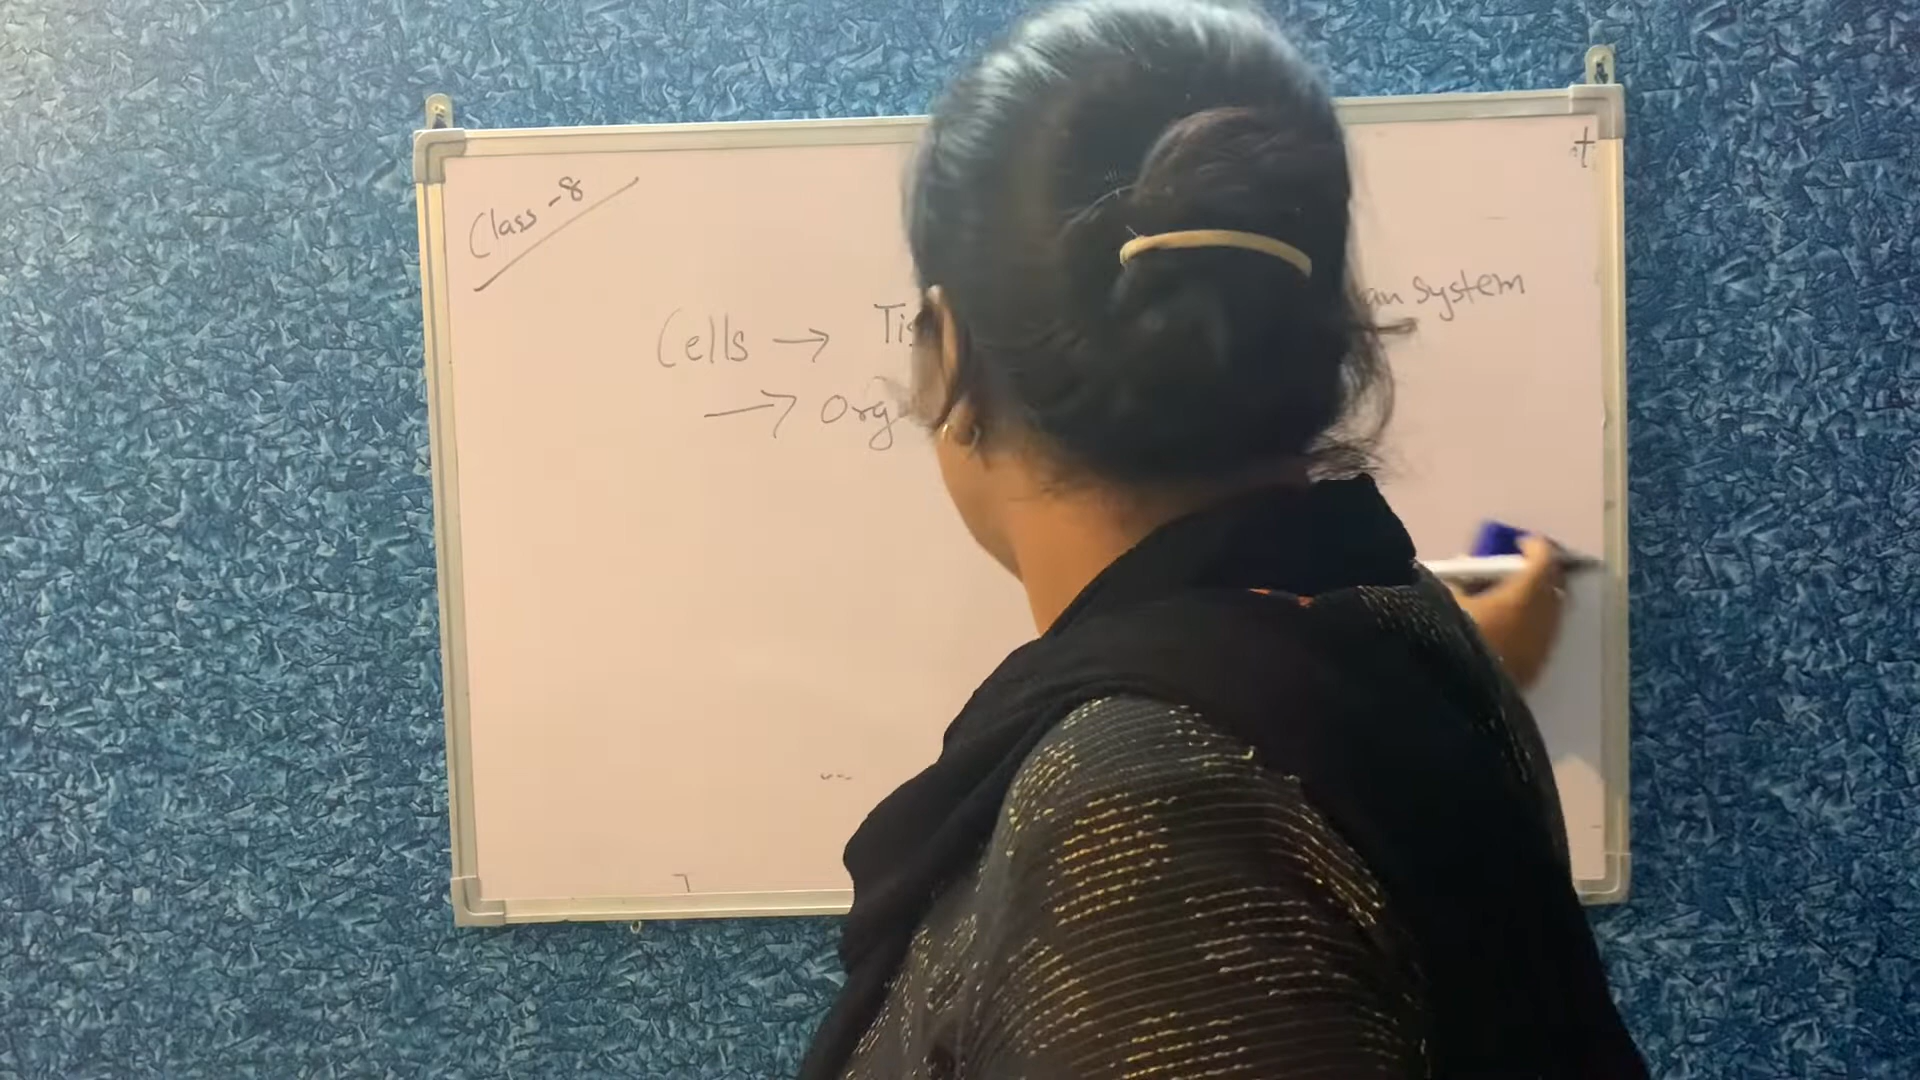 Class - 8
Cells → Tis an system
→ Org
t